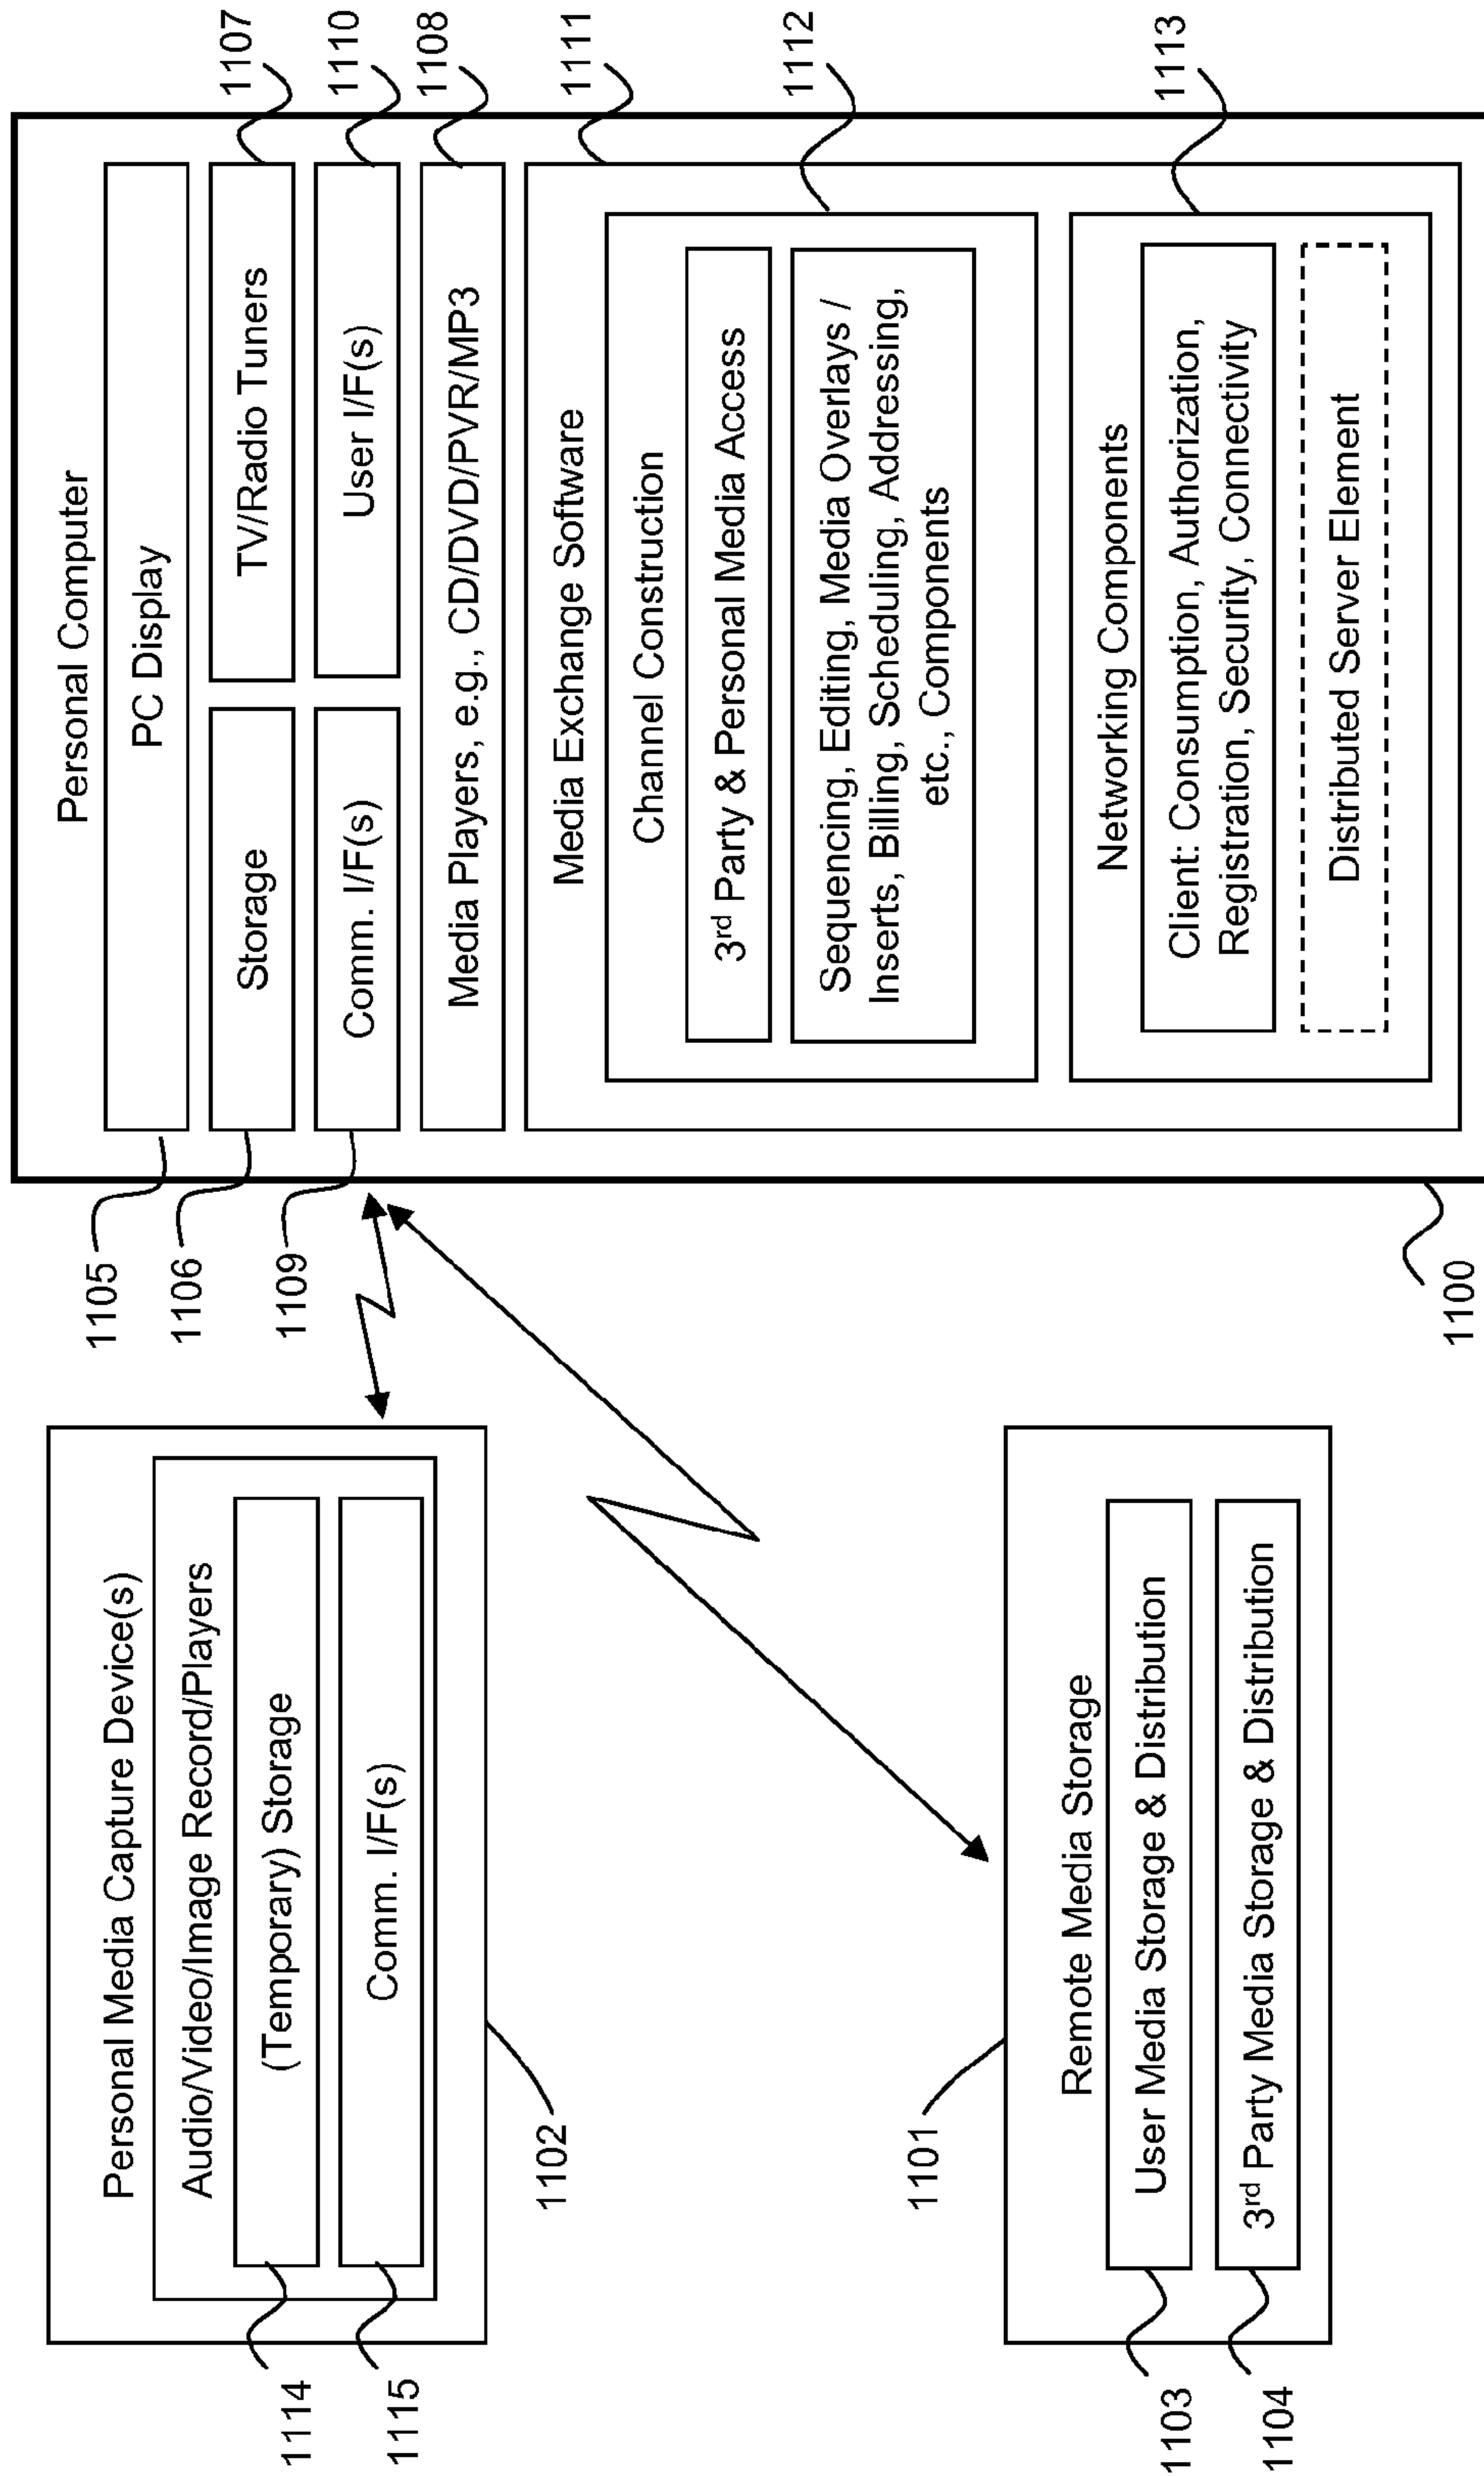 Personal Media Capture Device(s)
Audio/Video/Image Record/Players
(Temporary) Storage
Comm. I/F(s)
1114
1115
1102
Remote Media Storage
User Media Storage & Distribution
3rd Party Media Storage & Distribution
1101
1103
1104
Personal Computer
PC Display
Storage
TV/Radio Tuners
Comm. I/F(s)
User I/F(s)
Media Players, e.g., CD/DVD/PVR/MP3
Media Exchange Software
Channel Construction
3rd Party & Personal Media Access
Sequencing, Editing, Media Overlays /
Inserts, Billing, Scheduling, Addressing,
etc., Components
Networking Components
Client: Consumption, Authorization,
Registration, Security, Connectivity
Distributed Server Element
1105
1106
1109
1100
1107
1110
1108
1111
1112
1113